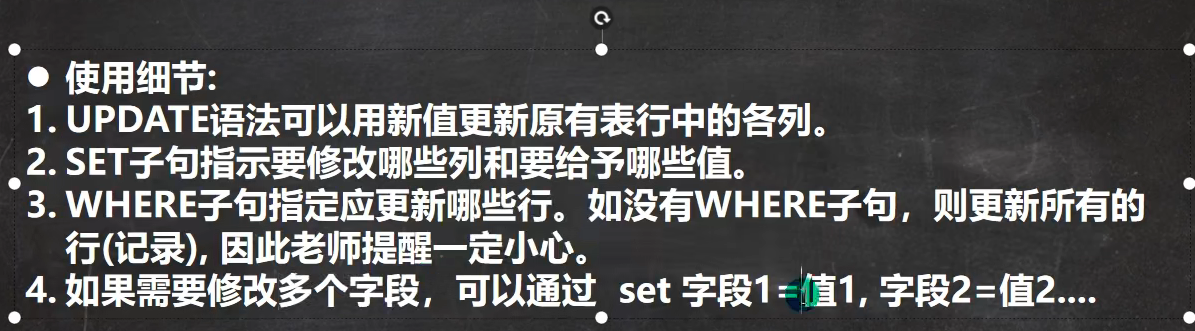 ● 使用细节:
1. UPDATE语法可以用新值更新原有表行中的各列。
2. SET子句指示要修改哪些列和要给予哪些值。
3. WHERE子句指定应更新哪些行。如没有WHERE子句，则更新所有的
行(记录), 因此老师提醒一定小心。
4. 如果需要修改多个字段，可以通过 set 字段1=值1, 字段2=值2....